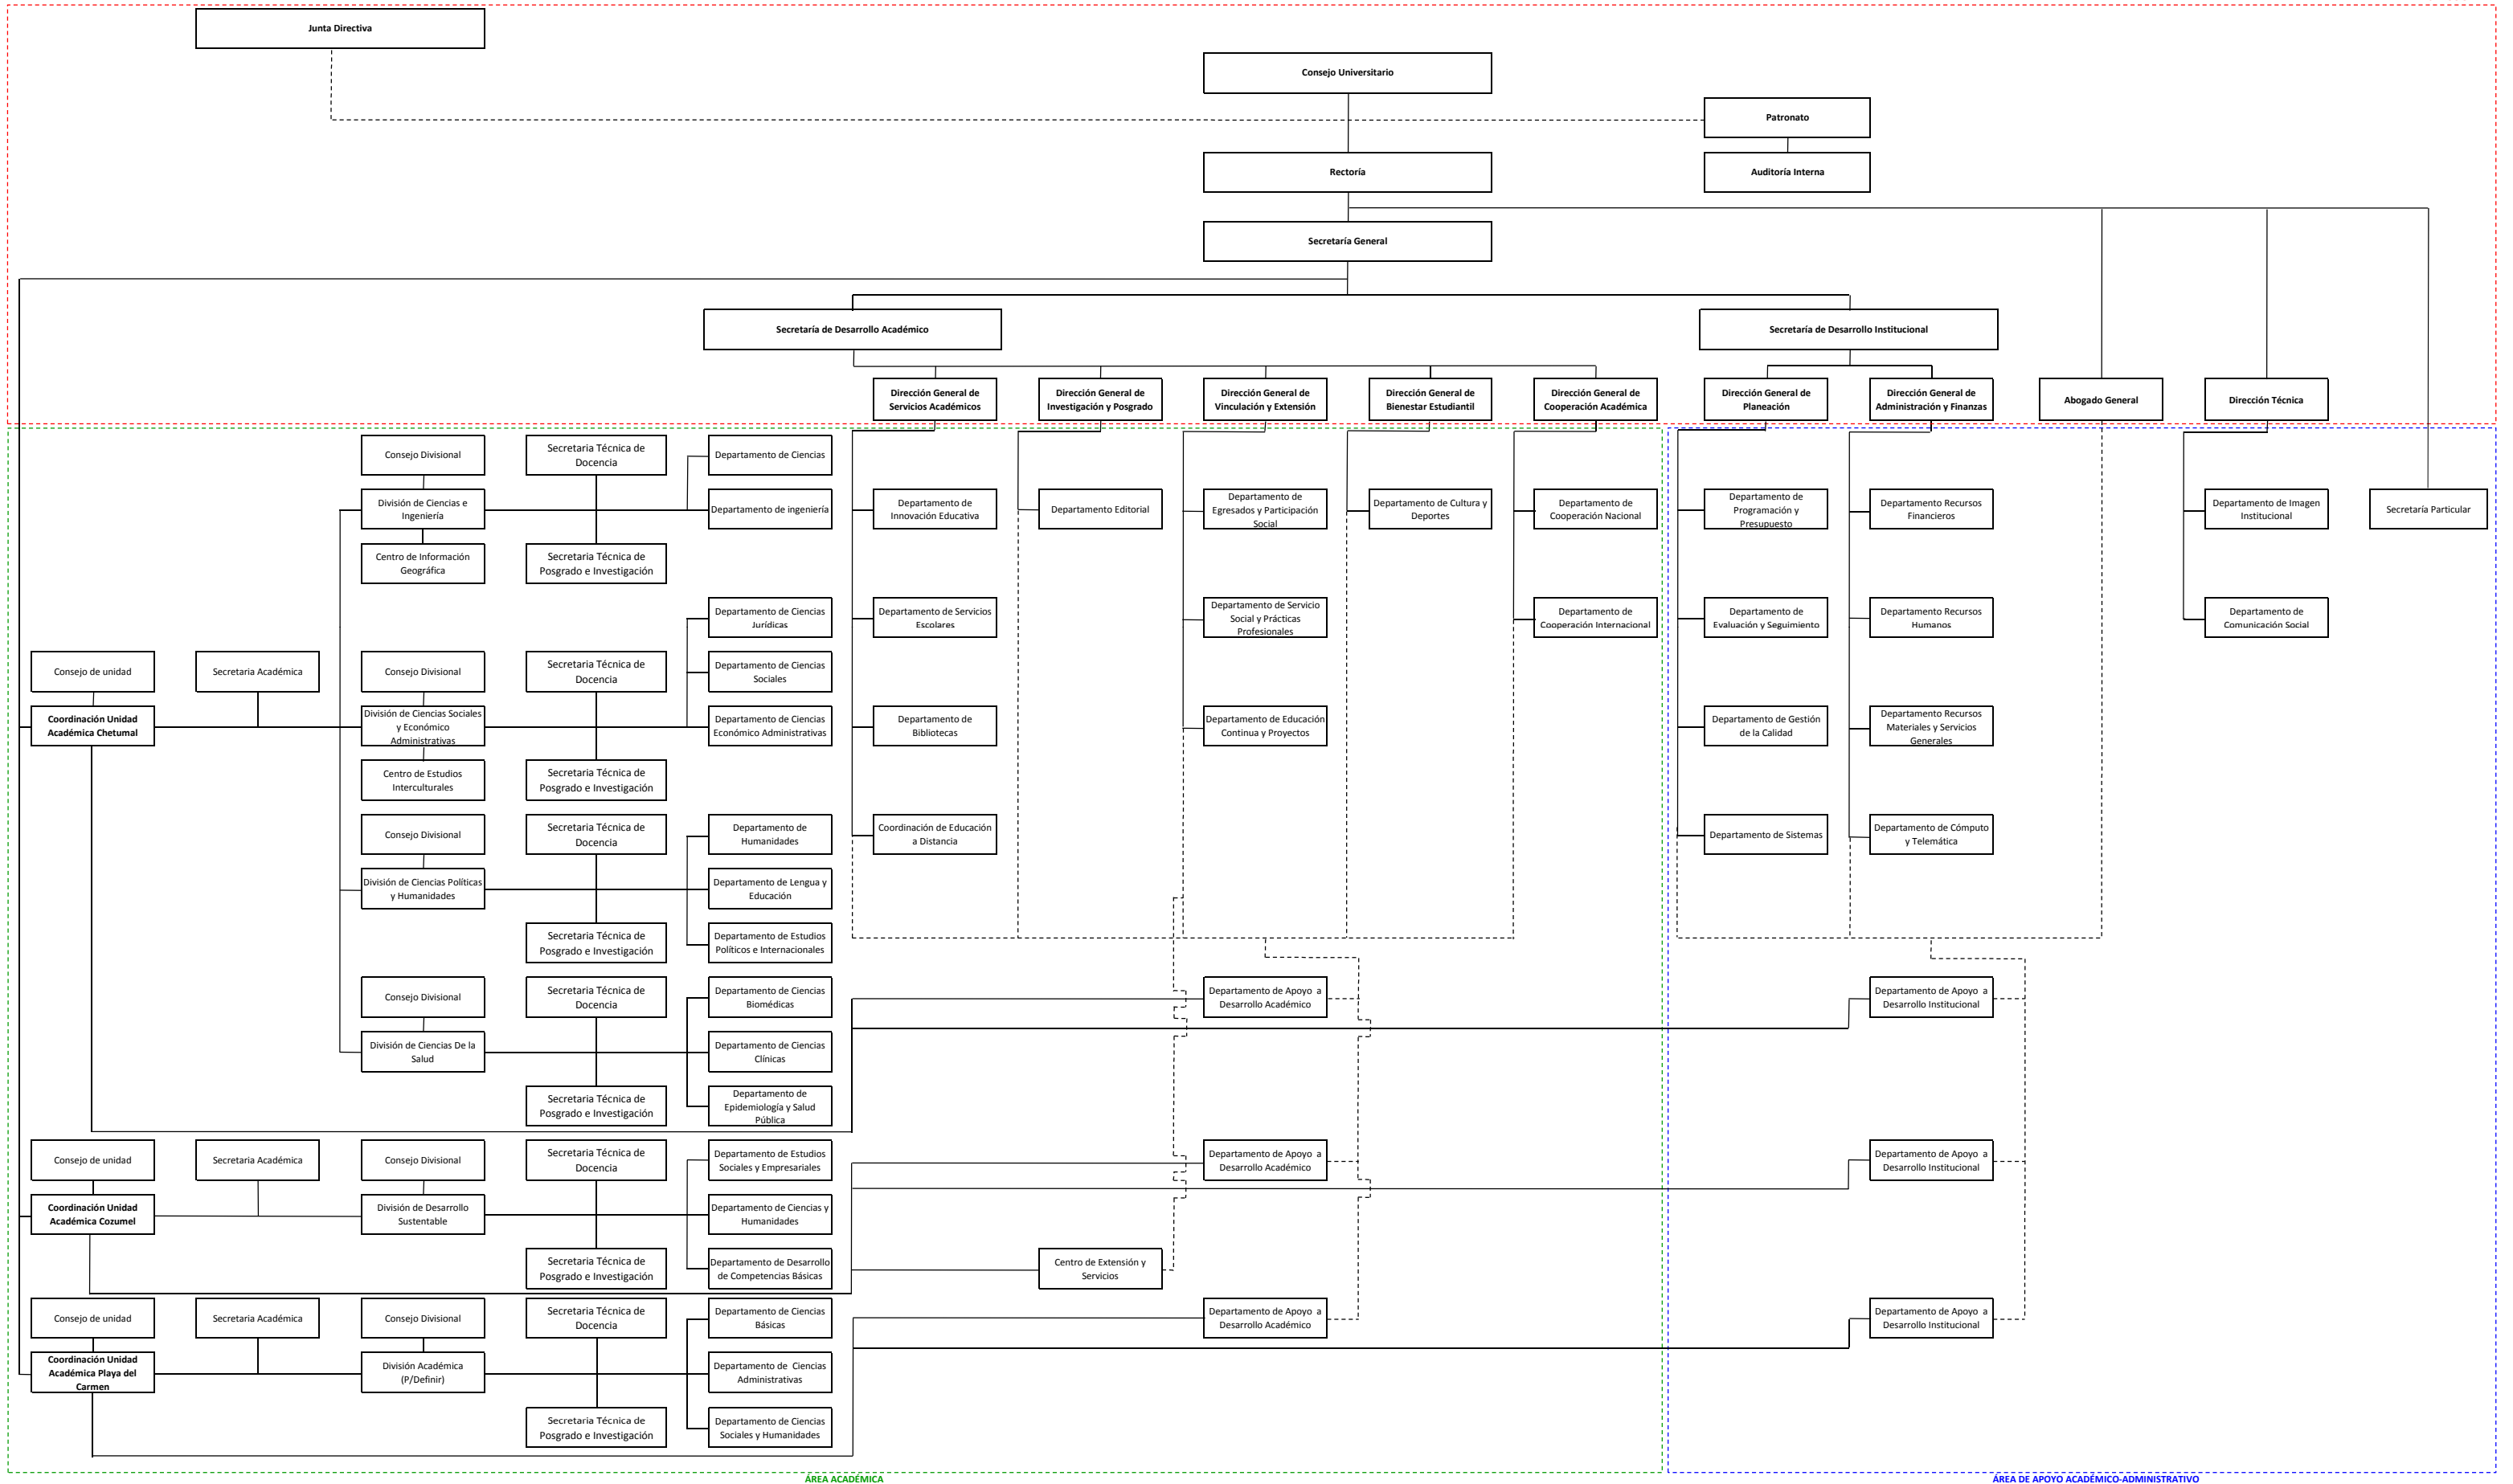 Junta Directiva
Consejo Universitario
Patronato
Rectoría
Auditoría Interna
Secretaría General
Secretaría de Desarrollo Académico
Secretaría de Desarrollo Institucional
Dirección General de
Servicios Académicos
Dirección General de
Investigación y Posgrado
Dirección General de
Vinculación y Extensión
Dirección General de
Bienestar Estudiantil
Dirección General de
Cooperación Académica
Dirección General de
Planeación
Dirección General de
Administración y Finanzas
Abogado General
Dirección Técnica
Consejo Divisional
Secretaria Técnica de
Docencia
Departamento de Ciencias
División de Ciencias e
Ingeniería
Departamento de ingeniería
Departamento de
Innovación Educativa
Departamento Editorial
Departamento de
Egresados y Participación
Social
Departamento de Cultura y
Deportes
Departamento de
Cooperación Nacional
Departamento de
Programación y
Presupuesto
Departamento Recursos
Financieros
Departamento de Imagen
Institucional
Secretaría Particular
Centro de Información
Geográfica
Secretaria Técnica de
Posgrado e Investigación
Departamento de Ciencias
Jurídicas
Departamento de Servicios
Escolares
Departamento de Servicio
Social y Prácticas
Profesionales
Departamento de
Cooperación Internacional
Departamento de
Evaluación y Seguimiento
Departamento Recursos
Humanos
Departamento de
Comunicación Social
Consejo de unidad
Secretaria Académica
Consejo Divisional
Secretaria Técnica de
Docencia
Departamento de Ciencias
Sociales
Coordinación Unidad
Académica Chetumal
División de Ciencias Sociales
y Económico
Administrativas
Departamento de Ciencias
Económico Administrativas
Departamento de
Bibliotecas
Departamento de Educación
Continua y Proyectos
Departamento de Gestión
de la Calidad
Departamento Recursos
Materiales y Servicios
Generales
Centro de Estudios
Interculturales
Secretaria Técnica de
Posgrado e Investigación
Consejo Divisional
Secretaria Técnica de
Docencia
Departamento de
Humanidades
Coordinación de Educación
a Distancia
Departamento de Sistemas
Departamento de Cómputo
y Telemática
División de Ciencias Políticas
y Humanidades
Departamento de Lengua y
Educación
Secretaria Técnica de
Posgrado e Investigación
Departamento de Estudios
Políticos e Internacionales
Consejo Divisional
Secretaria Técnica de
Docencia
Departamento de Ciencias
Biomédicas
Departamento de Apoyo a
Desarrollo Académico
Departamento de Apoyo a
Desarrollo Institucional
División de Ciencias De la
Salud
Departamento de Ciencias
Clínicas
Secretaria Técnica de
Posgrado e Investigación
Departamento de
Epidemiología y Salud
Pública
Consejo de unidad
Secretaria Académica
Consejo Divisional
Secretaria Técnica de
Docencia
Departamento de Estudios
Sociales y Empresariales
Departamento de Apoyo a
Desarrollo Académico
Departamento de Apoyo a
Desarrollo Institucional
Coordinación Unidad
Académica Cozumel
División de Desarrollo
Sustentable
Departamento de Ciencias y
Humanidades
Secretaria Técnica de
Posgrado e Investigación
Departamento de Desarrollo
de Competencias Básicas
Centro de Extensión y
Servicios
Consejo de unidad
Secretaria Académica
Consejo Divisional
Secretaria Técnica de
Docencia
Departamento de Ciencias
Básicas
Departamento de Apoyo a
Desarrollo Académico
Departamento de Apoyo a
Desarrollo Institucional
Coordinación Unidad
Académica Playa del
Carmen
División Académica
(P/Definir)
Departamento de Ciencias
Administrativas
Secretaria Técnica de
Posgrado e Investigación
Departamento de Ciencias
Sociales y Humanidades
ÁREA ACADÉMICA
ÁREA DE APOYO ACADÉMICO-ADMINISTRATIVO